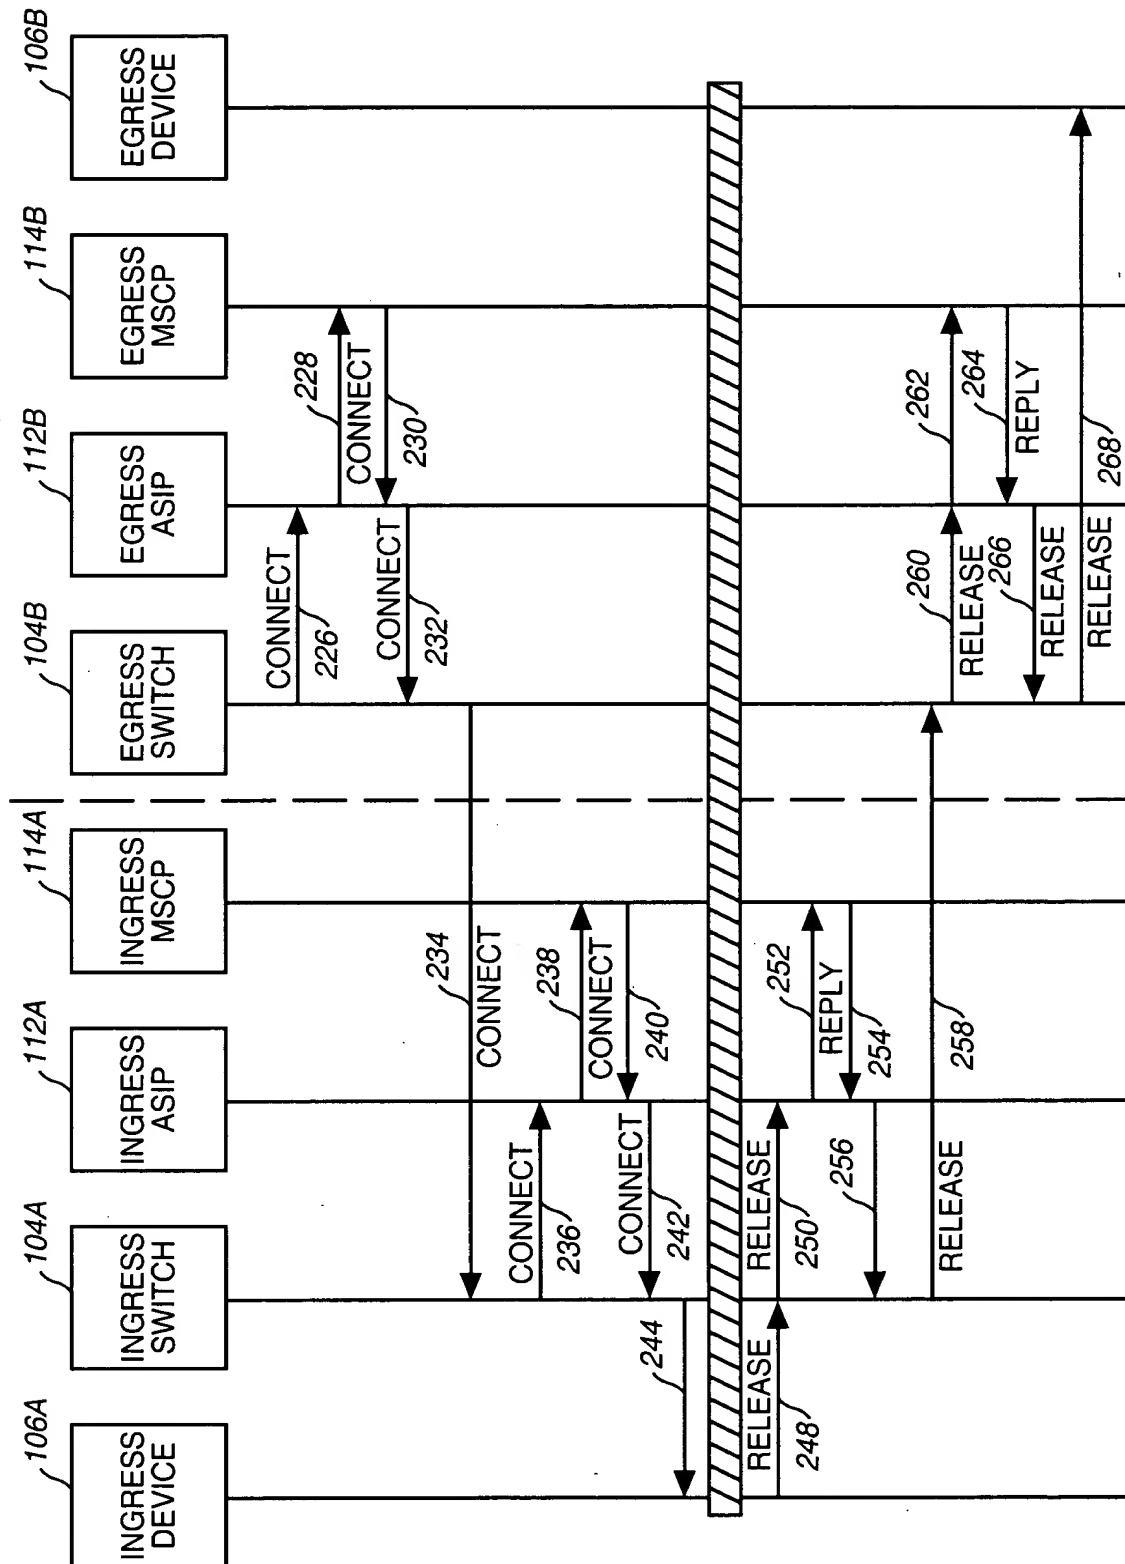 106A
INGRESS
DEVICE
104A
INGRESS
SWITCH
112A
INGRESS
ASIP
114A
INGRESS
MSCP
104B
EGRESS
SWITCH
112B
EGRESS
ASIP
114B
EGRESS
MSCP
106B
EGRESS
DEVICE
CONNECT
226
228
CONNECT
230
CONNECT
232
234
CONNECT
CONNECT
236
238
CONNECT
240
CONNECT
242
244
RELEASE
248
RELEASE
250
252
REPLY
254
256
258
RELEASE
260
RELEASE
262
264
REPLY
266
RELEASE
268
RELEASE